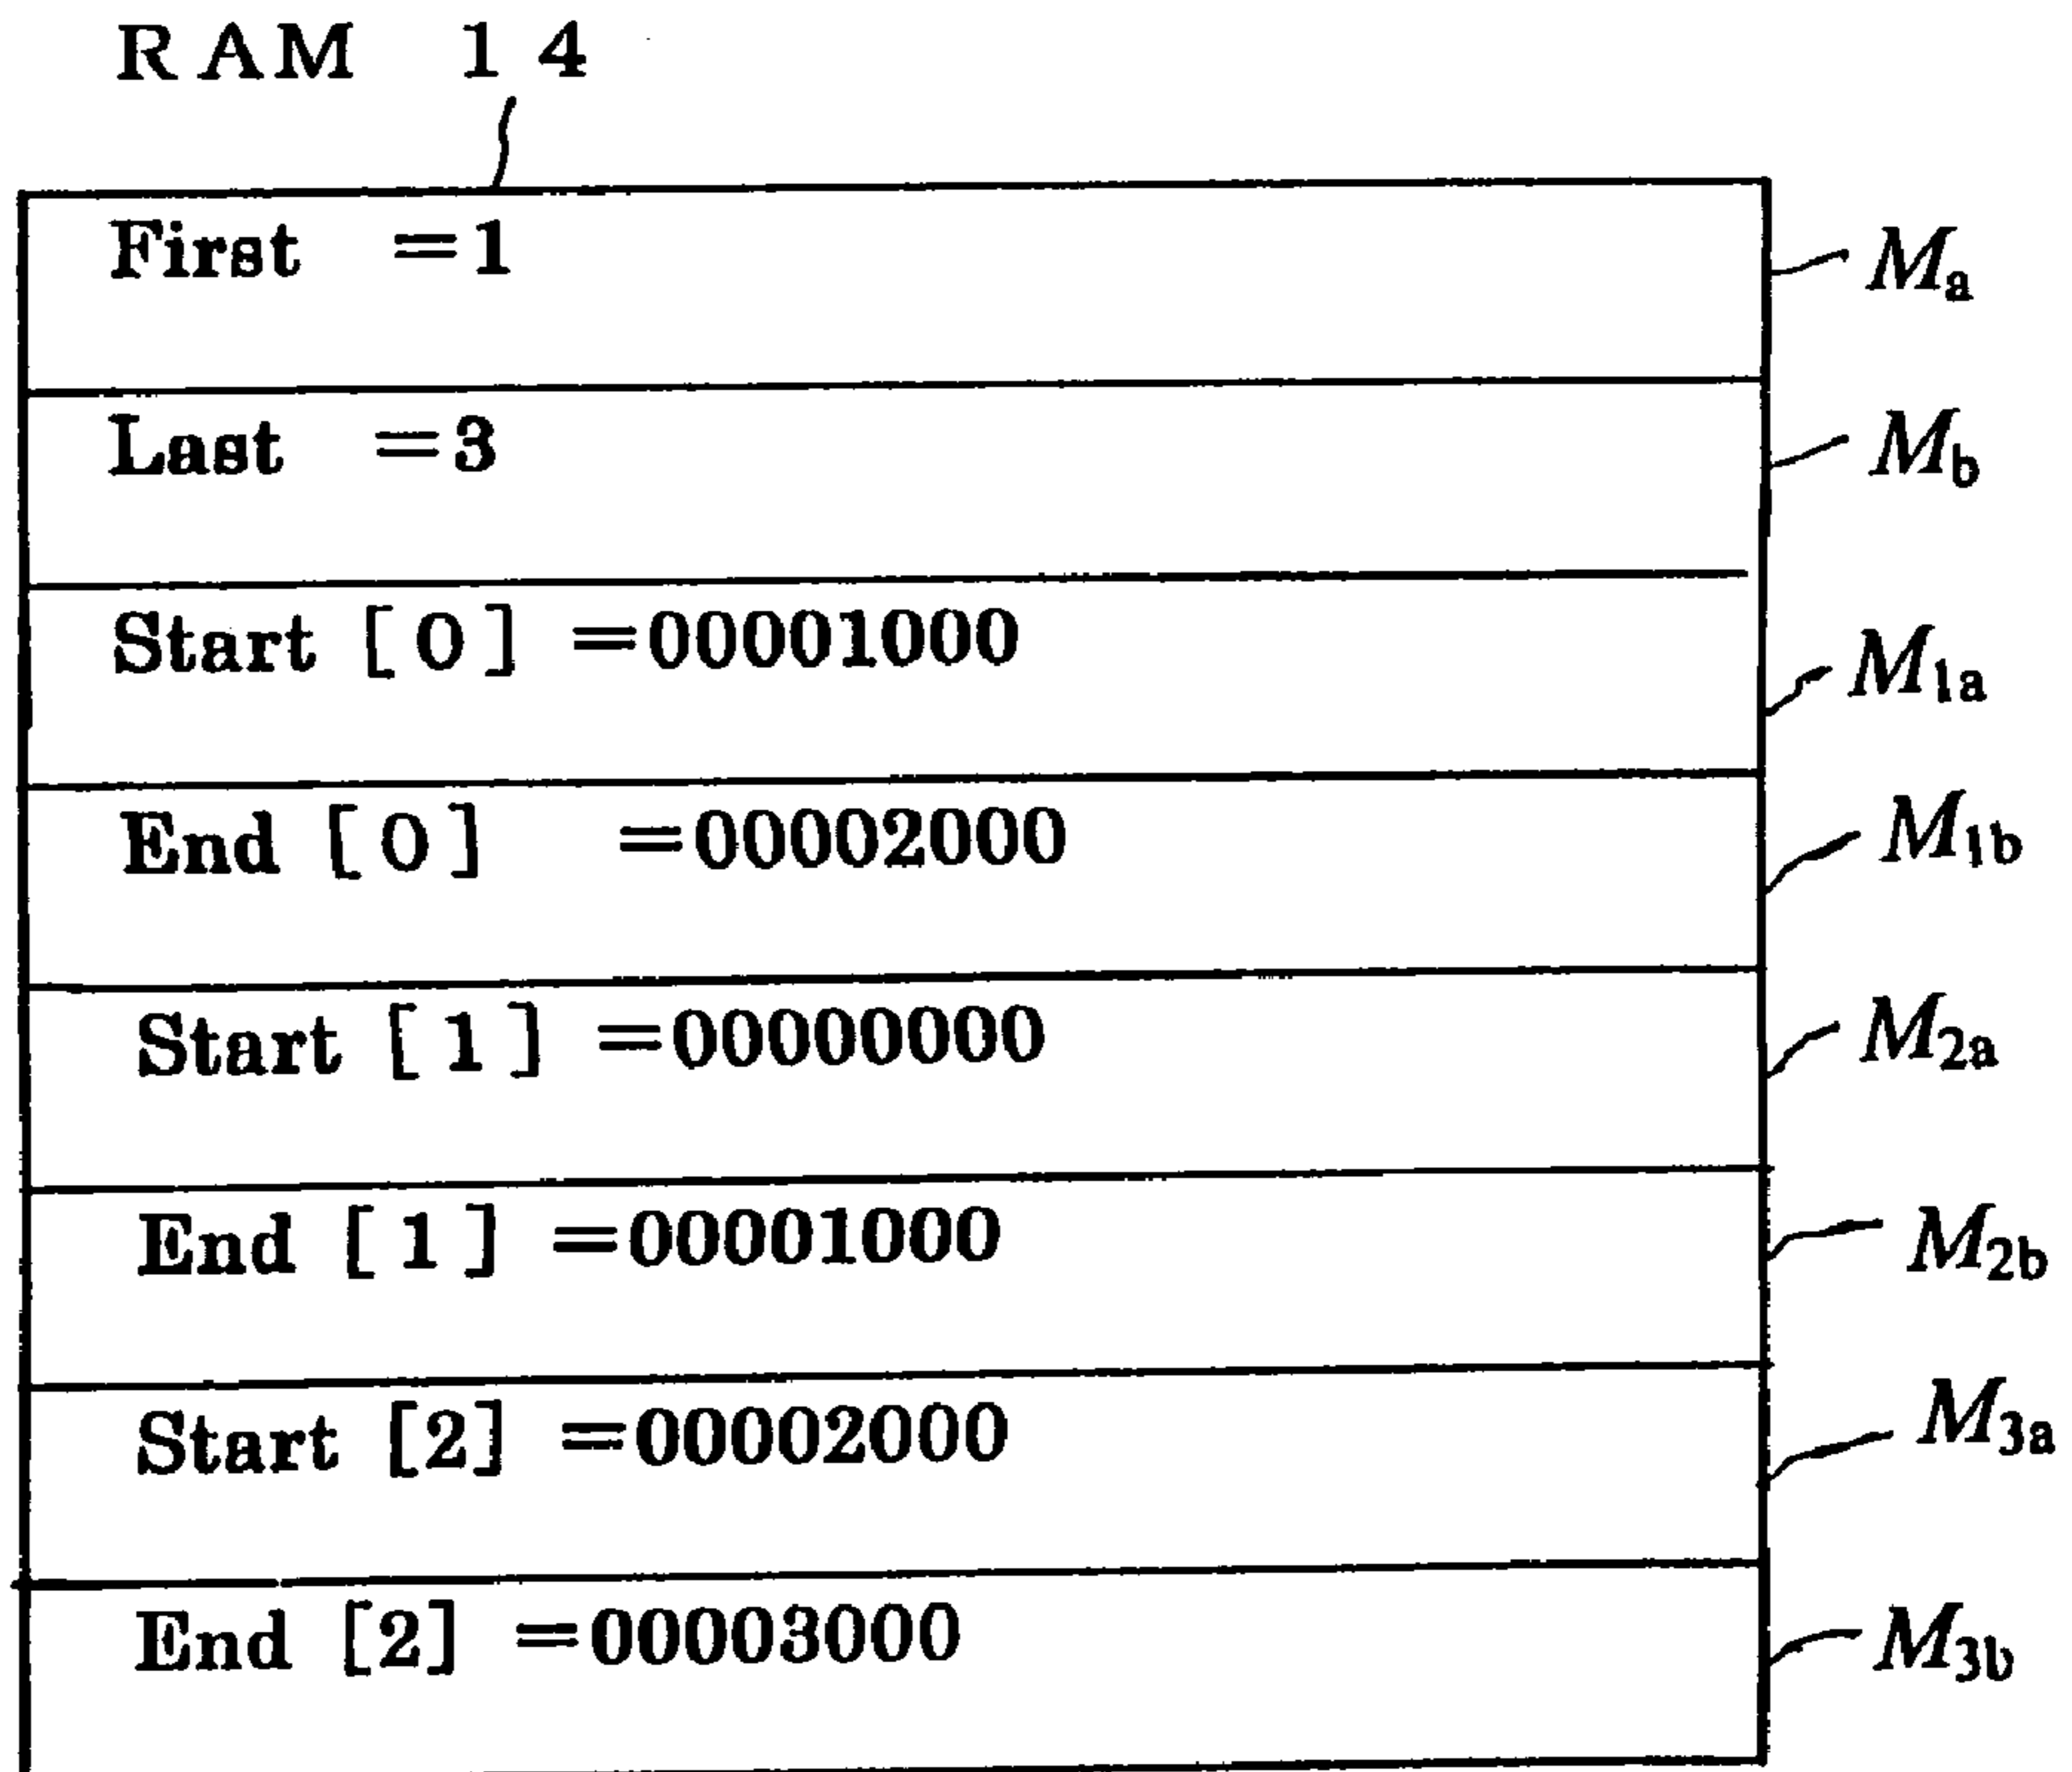 RAM 14
First =1 Ma
Last =3 Mb
Start [0] =00001000 M1a
End [0] =00002000 M1b
Start [1] =00000000 M2a
End [1] =00001000 M2b
Start [2] =00002000 M3a
End [2] =00003000 M3b